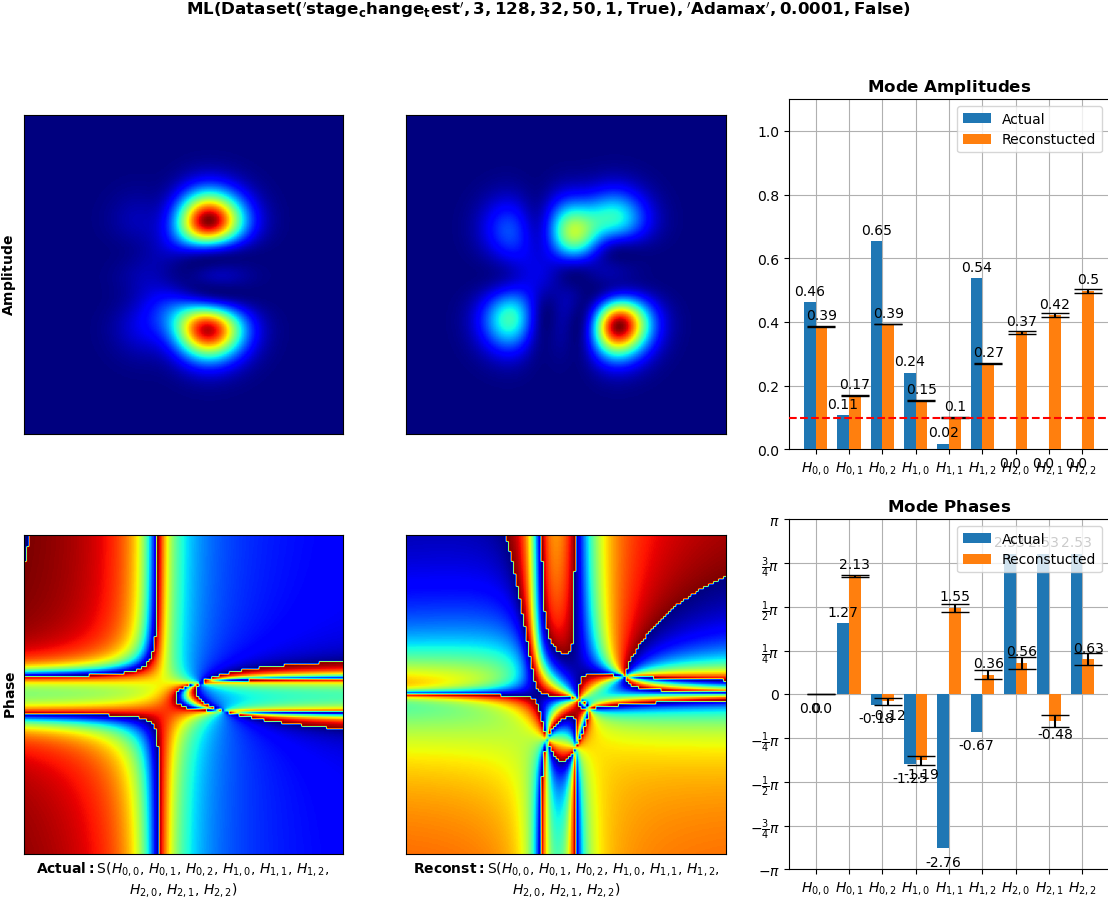 ML(Dataset('stage_change_test', 3, 128, 32, 50, 1, True), 'Adamax', 0.0001, False)
Amplitude
Mode Amplitudes
Actual
Reconstucted
1.0
0.8
0.6
0.4
0.2
0.0
0.46
0.39
0.11
0.17
0.65
0.39
0.24
0.15
0.02
0.1
0.54
0.27
0.0
0.37
0.0
0.42
0.0
0.5
H0,0 H0,1 H0,2 H1,0 H1,1 H1,2 H2,0 H2,1 H2,2
Phase
Mode Phases
Actual
Reconstucted
π
3/4π
1/2π
1/4π
0
−1/4π
−1/2π
−3/4π
−π
0.0
0.0
1.27
2.13
-0.18
-0.12
-1.25
-1.19
-2.76
1.55
-0.67
0.36
2.53
0.56
2.53
-0.48
2.53
0.63
H0,0 H0,1 H0,2 H1,0 H1,1 H1,2 H2,0 H2,1 H2,2
Actual: S(H0,0, H0,1, H0,2, H1,0, H1,1, H1,2,
H2,0, H2,1, H2,2)
Reconst: S(H0,0, H0,1, H0,2, H1,0, H1,1, H1,2,
H2,0, H2,1, H2,2)